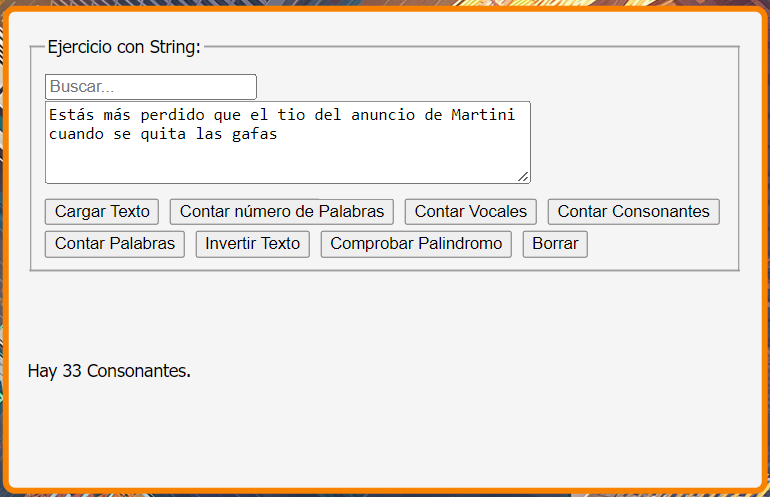 Ejercicio con String:
Buscar...
Estás más perdido que el tio del anuncio de Martini
cuando se quita las gafas
Cargar Texto Contar número de Palabras Contar Vocales Contar Consonantes
Contar Palabras Invertir Texto Comprobar Palindromo Borrar
Hay 33 Consonantes.